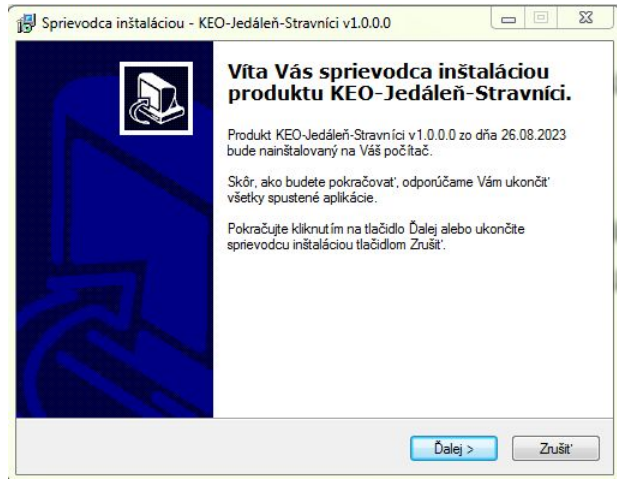 Sprievodca inštaláciou - KEO-Jedáleň-Stravníci v1.0.0.0
Víta Vás sprievodca inštaláciou
produktu KEO-Jedáleň-Stravníci.
Produkt KEO-Jedáleň-Stravníci v1.0.0.0 zo dňa 26.08.2023
bude nainštalovaný na Váš počítač.
Skôr, ako budete pokračovať, odporúčame Vám ukončiť
všetky spustené aplikácie.
Pokračujte kliknutím na tlačidlo Ďalej alebo ukončite
sprievodcu inštaláciou tlačidlom Zrušiť.
Ďalej >
Zrušiť